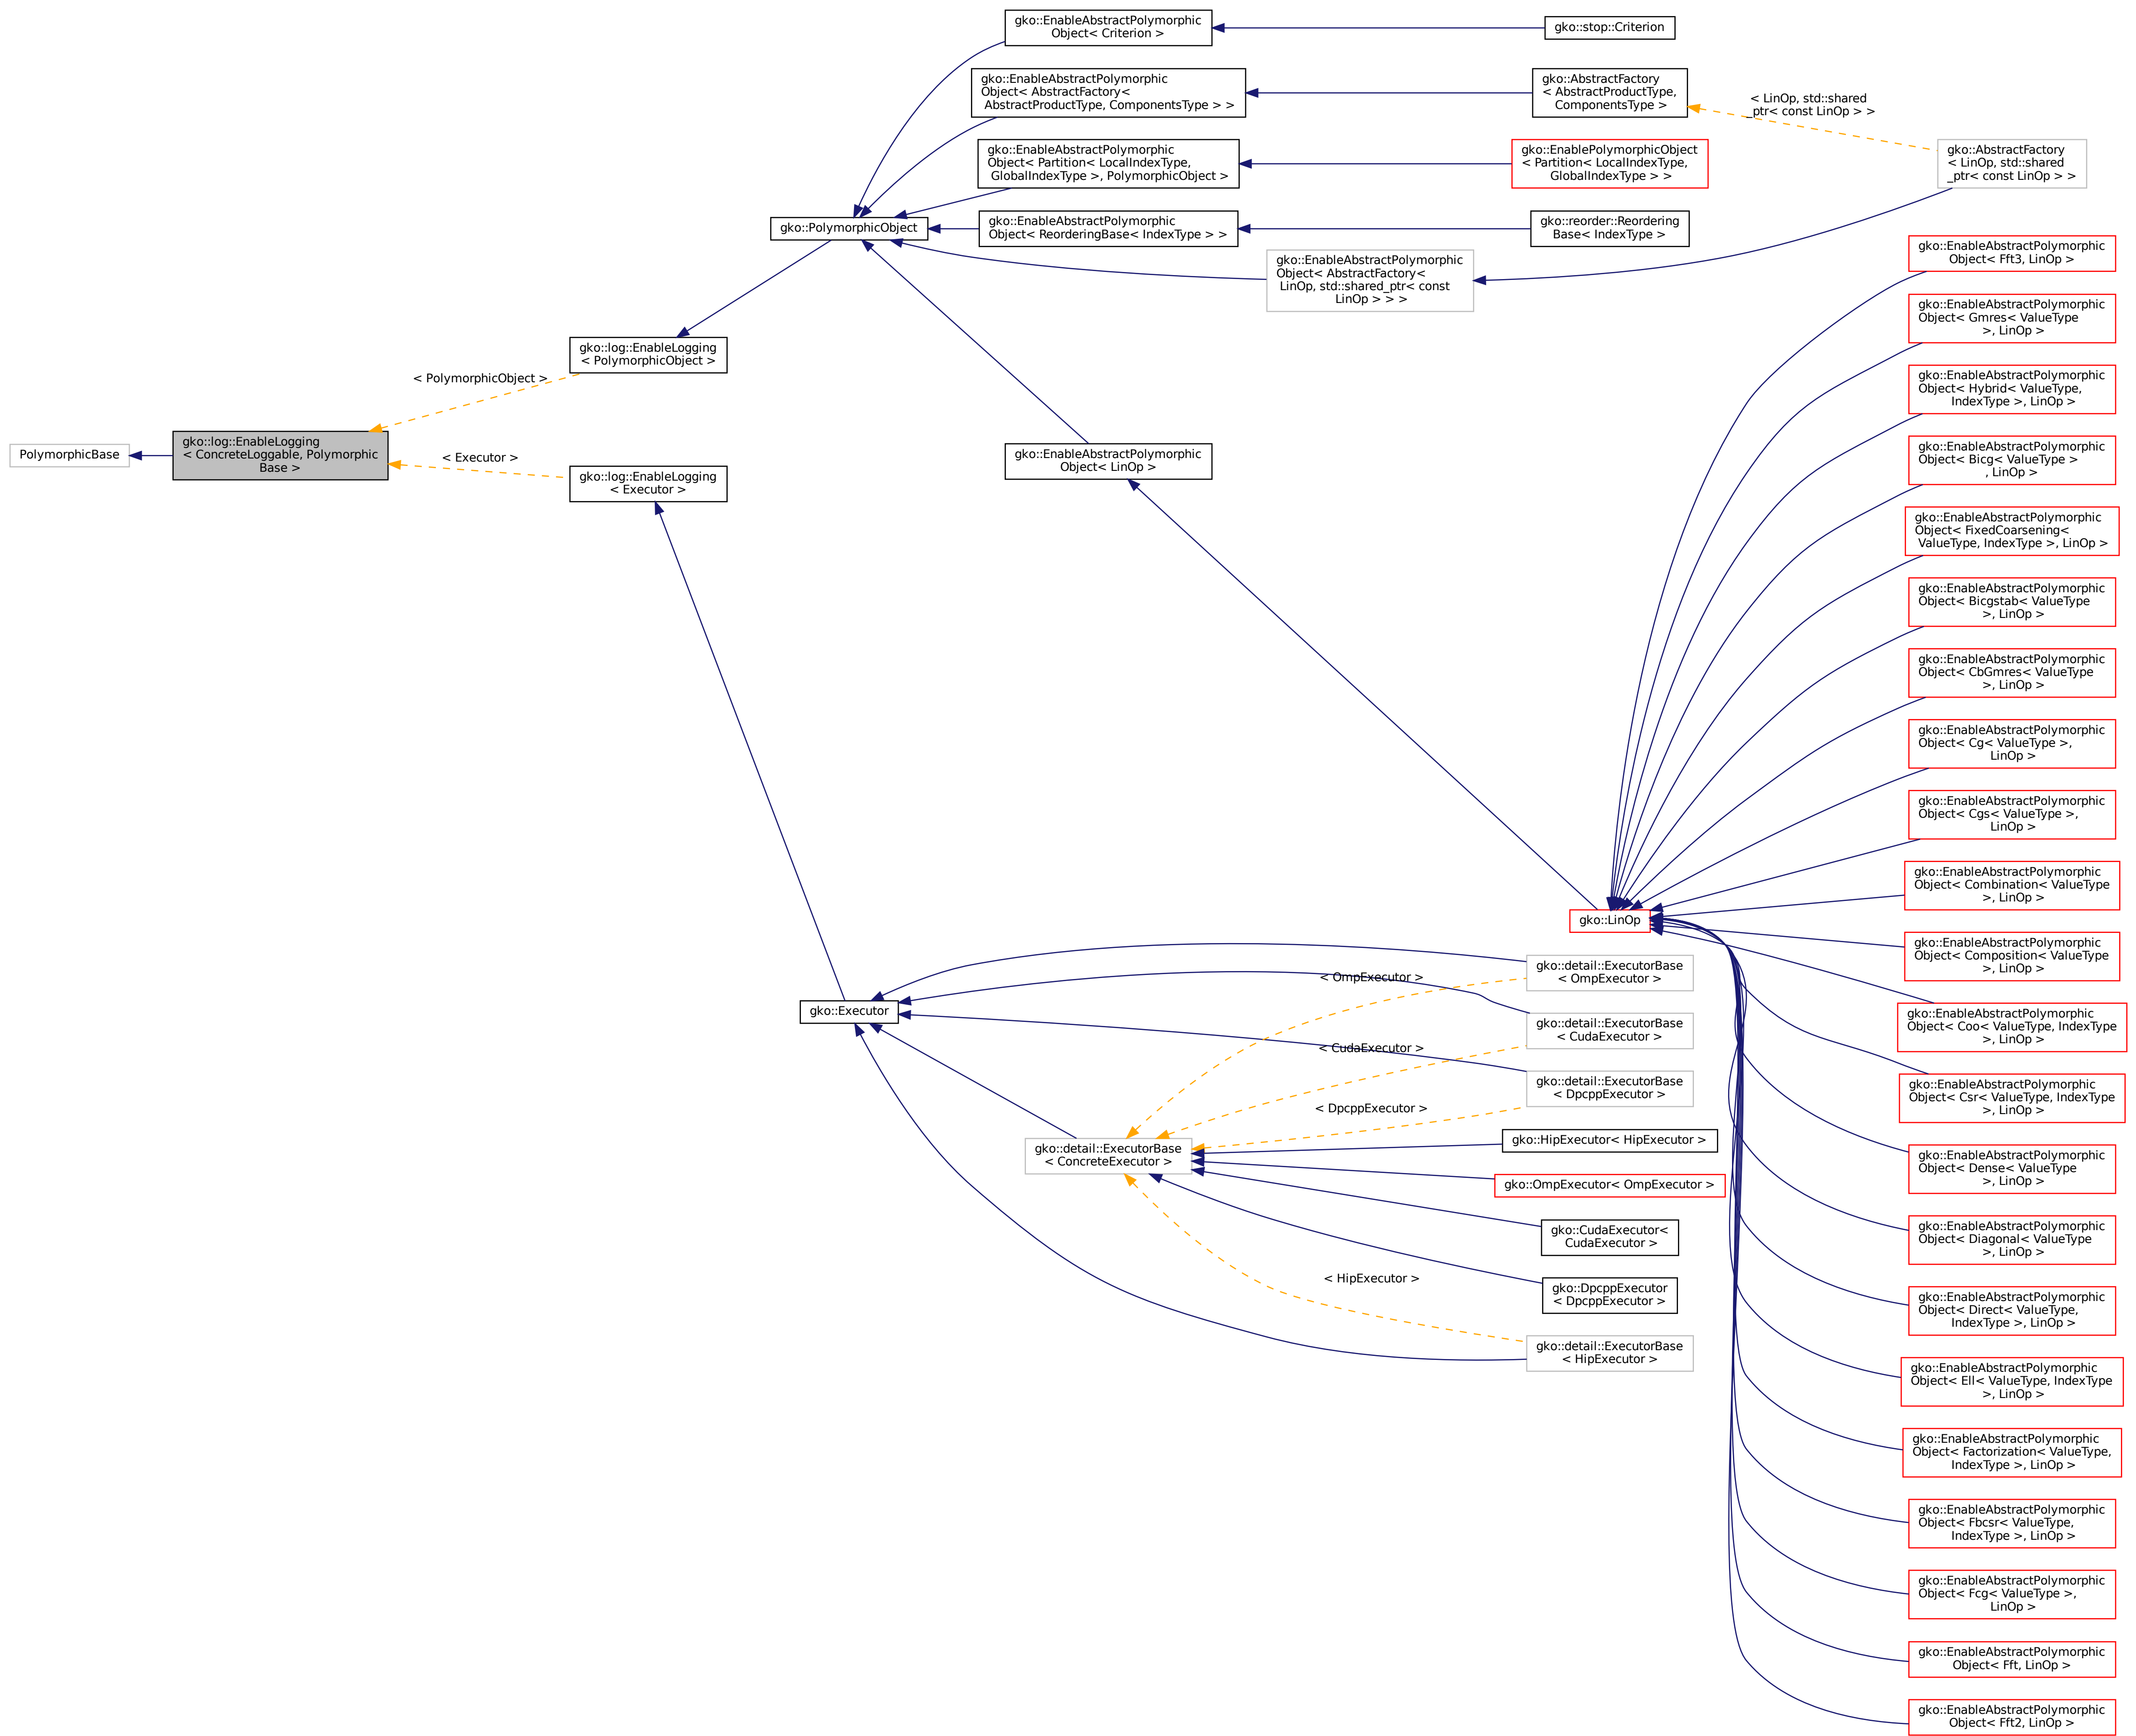 PolymorphicBase
gko::log::EnableLogging
< ConcreteLoggable, Polymorphic
Base >
< PolymorphicObject >
< Executor >
gko::log::EnableLogging
< PolymorphicObject >
gko::log::EnableLogging
< Executor >
gko::PolymorphicObject
gko::Executor
gko::EnableAbstractPolymorphic
Object< Criterion >
gko::EnableAbstractPolymorphic
Object< AbstractFactory<
AbstractProductType, ComponentsType > >
gko::EnableAbstractPolymorphic
Object< Partition< LocalIndexType,
GlobalIndexType >, PolymorphicObject >
gko::EnableAbstractPolymorphic
Object< ReorderingBase< IndexType > >
gko::EnableAbstractPolymorphic
Object< AbstractFactory<
LinOp, std::shared_ptr< const
LinOp > > >
gko::EnableAbstractPolymorphic
Object< LinOp >
gko::stop::Criterion
gko::AbstractFactory
< AbstractProductType,
ComponentsType >
gko::EnablePolymorphicObject
< Partition< LocalIndexType,
GlobalIndexType > >
gko::reorder::Reordering
Base< IndexType >
< LinOp, std::shared
_ptr< const LinOp > >
gko::AbstractFactory
< LinOp, std::shared
_ptr< const LinOp > >
gko::LinOp
gko::detail::ExecutorBase
< ConcreteExecutor >
< OmpExecutor >
< CudaExecutor >
< DpcppExecutor >
< HipExecutor >
gko::detail::ExecutorBase
< OmpExecutor >
gko::detail::ExecutorBase
< CudaExecutor >
gko::detail::ExecutorBase
< DpcppExecutor >
gko::HipExecutor< HipExecutor >
gko::OmpExecutor< OmpExecutor >
gko::CudaExecutor<
CudaExecutor >
gko::DpcppExecutor
< DpcppExecutor >
gko::detail::ExecutorBase
< HipExecutor >
gko::EnableAbstractPolymorphic
Object< Fft3, LinOp >
gko::EnableAbstractPolymorphic
Object< Gmres< ValueType
>, LinOp >
gko::EnableAbstractPolymorphic
Object< Hybrid< ValueType,
IndexType >, LinOp >
gko::EnableAbstractPolymorphic
Object< Bicg< ValueType >
, LinOp >
gko::EnableAbstractPolymorphic
Object< FixedCoarsening<
ValueType, IndexType >, LinOp >
gko::EnableAbstractPolymorphic
Object< Bicgstab< ValueType
>, LinOp >
gko::EnableAbstractPolymorphic
Object< CbGmres< ValueType
>, LinOp >
gko::EnableAbstractPolymorphic
Object< Cg< ValueType >,
LinOp >
gko::EnableAbstractPolymorphic
Object< Cgs< ValueType >,
LinOp >
gko::EnableAbstractPolymorphic
Object< Combination< ValueType
>, LinOp >
gko::EnableAbstractPolymorphic
Object< Composition< ValueType
>, LinOp >
gko::EnableAbstractPolymorphic
Object< Coo< ValueType, IndexType
>, LinOp >
gko::EnableAbstractPolymorphic
Object< Csr< ValueType, IndexType
>, LinOp >
gko::EnableAbstractPolymorphic
Object< Dense< ValueType
>, LinOp >
gko::EnableAbstractPolymorphic
Object< Diagonal< ValueType
>, LinOp >
gko::EnableAbstractPolymorphic
Object< Direct< ValueType,
IndexType >, LinOp >
gko::EnableAbstractPolymorphic
Object< Ell< ValueType, IndexType
>, LinOp >
gko::EnableAbstractPolymorphic
Object< Factorization< ValueType,
IndexType >, LinOp >
gko::EnableAbstractPolymorphic
Object< Fbcsr< ValueType,
IndexType >, LinOp >
gko::EnableAbstractPolymorphic
Object< Fcg< ValueType >,
LinOp >
gko::EnableAbstractPolymorphic
Object< Fft, LinOp >
gko::EnableAbstractPolymorphic
Object< Fft2, LinOp >